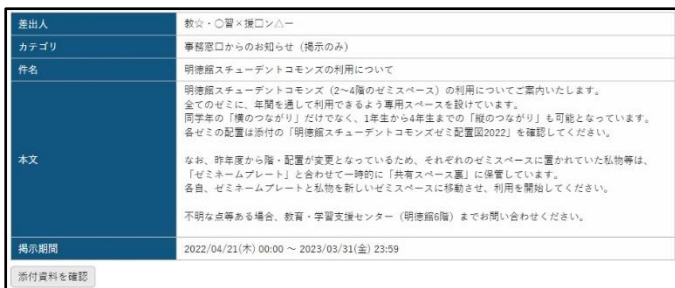 差出人 教☆・○習×援□ン△ー
カテゴリ 事務窓口からのお知らせ（掲示のみ）
件名 明徳館スチューデントコモンズの利用について
本文
明徳館スチューデントコモンズ（2～4階のゼミスペース）の利用についてご案内いたします。
全てのゼミに、年間を通して利用できるよう専用スペースを設けています。
同学年の「横のつながり」だけでなく、1年生から4年生までの「縦のつながり」も可能となっています。
各ゼミの配置は添付の「明徳館スチューデントコモンズゼミ配置図2022」を確認してください。
なお、昨年度から階・配置が変更となっているため、それぞれのゼミスペースに置かれていた私物等は、
「ゼミネームプレート」と合わせて一時的に「共有スペース裏」に保管しています。
各自、ゼミネームプレートと私物を新しいゼミスペースに移動させ、利用を開始してください。
不明な点等ある場合、教育・学習支援センター（明徳館6階）までお問い合わせください。
掲示期間 2022/04/21(木) 00:00 ～ 2023/03/31(金) 23:59
添付資料を確認